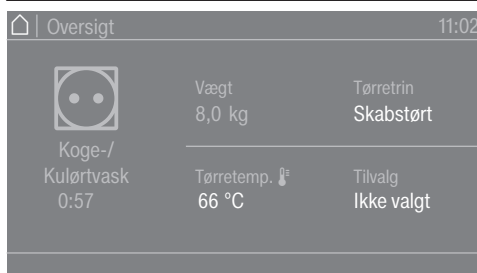 Oversigt
11:02
Koge-/
Kulørtvask
0:57
Vægt
8,0 kg
Tørretrin
Skabstørt
Tørretemp.
66 °C
Tilvalg
Ikke valgt